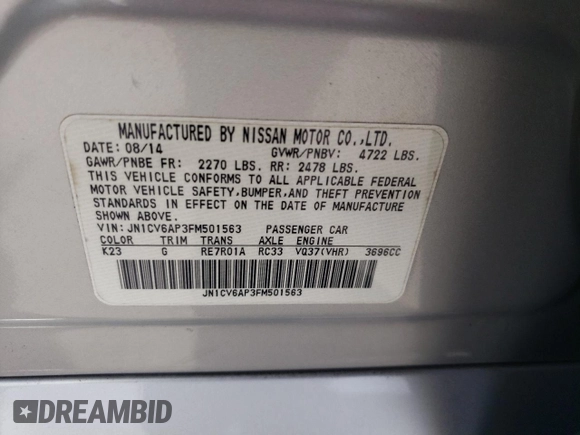 MANUFACTURED BY NISSAN MOTOR CO.,LTD.
DATE: 08/14 GVWR/PNBV: 4722 LBS.
GAWR/PNBE FR: 2270 LBS. RR: 2478 LBS.
THIS VEHICLE CONFORMS TO ALL APPLICABLE FEDERAL
MOTOR VEHICLE SAFETY,BUMPER,AND THEFT PREVENTION
STANDARDS IN EFFECT ON THE DATE OF MANUFACTURE
SHOWN ABOVE.
VIN: JN1CV6AP3FM501563 PASSENGER CAR
COLOR TRIM TRANS AXLE ENGINE
K23 G RE7R01A RC33 VQ37(VHR) 3696CC
JN1CV6AP3FM501563
DREAMBID